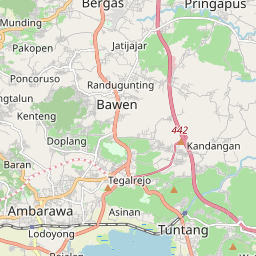 Bergas
Pringapus
Munding
Pakopen
Jatijajar
Poncoruso
Randugunting
Bawen
Kenteng
442
Doplang
Kandangan
Baran
Tegalrejo
Ambarawa
Asinan
Lodoyong
Tuntang